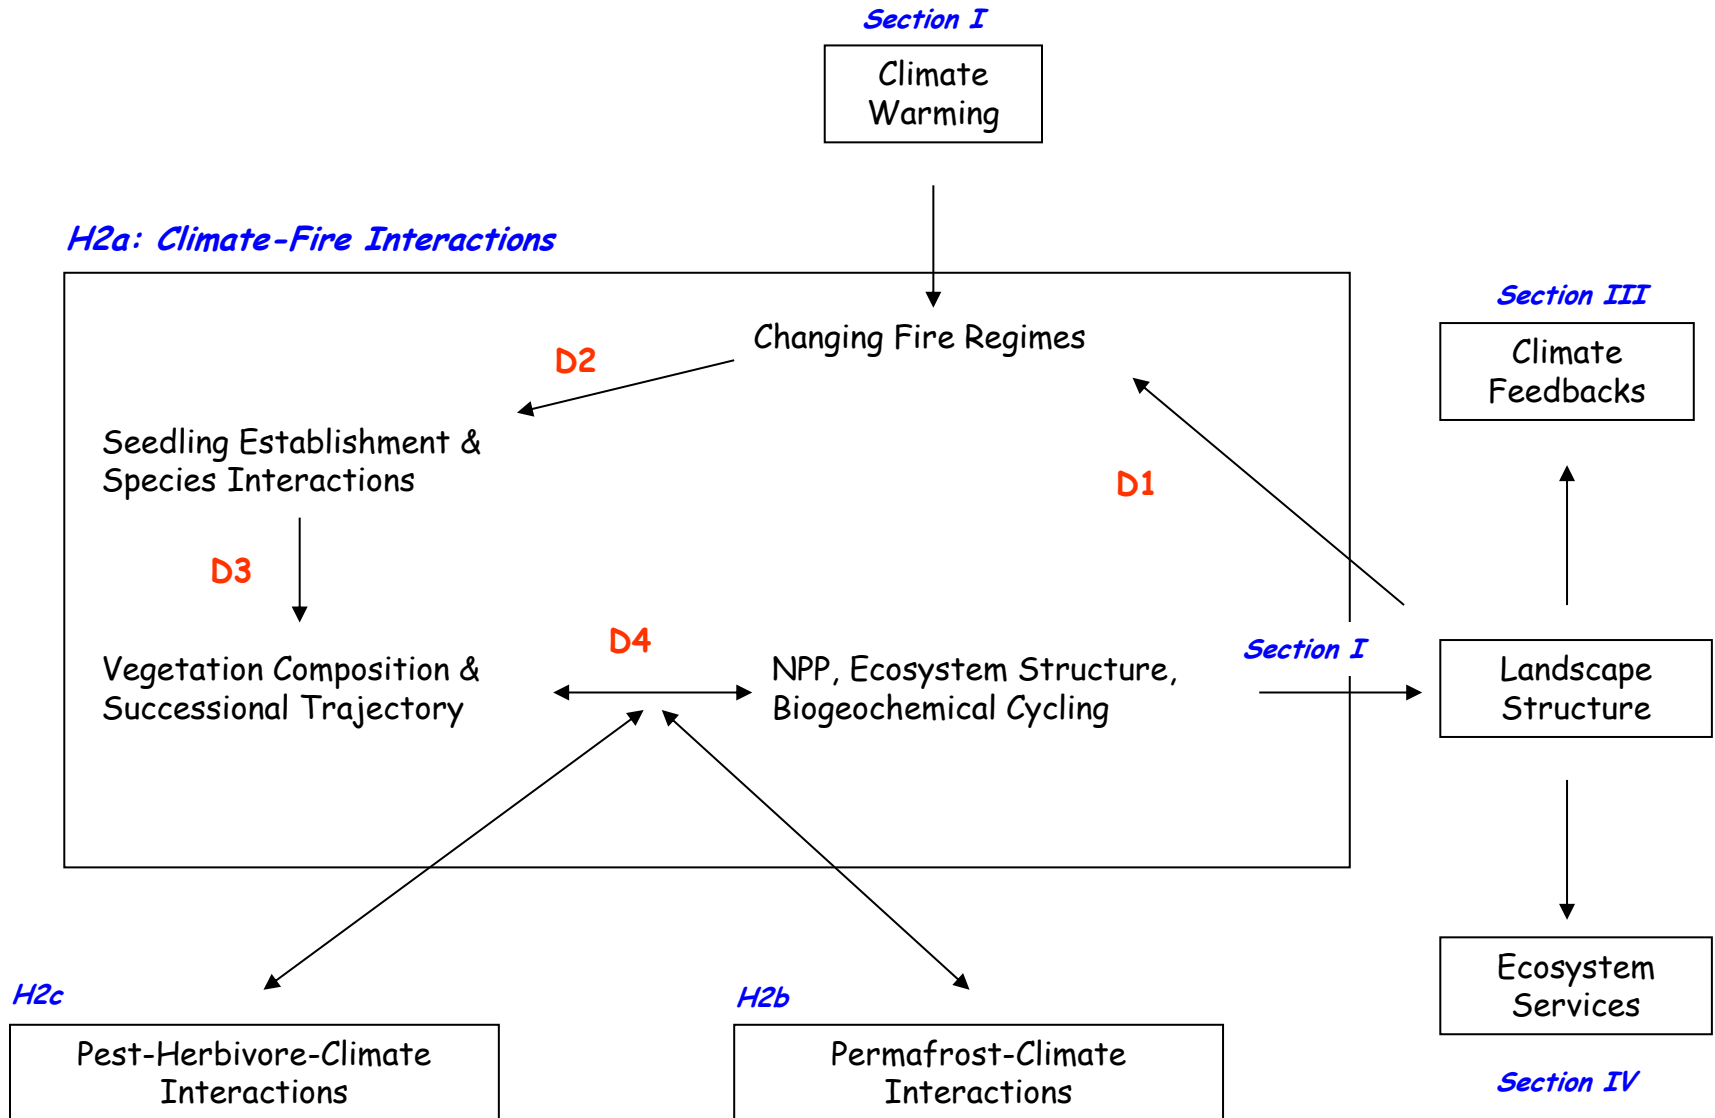 Section I
Climate
Warming
H2a: Climate-Fire Interactions
Section III
Changing Fire Regimes
Climate
Feedbacks
D2
Seedling Establishment &
Species Interactions
D1
D3
D4
Section I
Vegetation Composition &
Successional Trajectory
NPP, Ecosystem Structure,
Biogeochemical Cycling
Landscape
Structure
Ecosystem
Services
H2c
H2b
Pest-Herbivore-Climate
Interactions
Permafrost-Climate
Interactions
Section IV